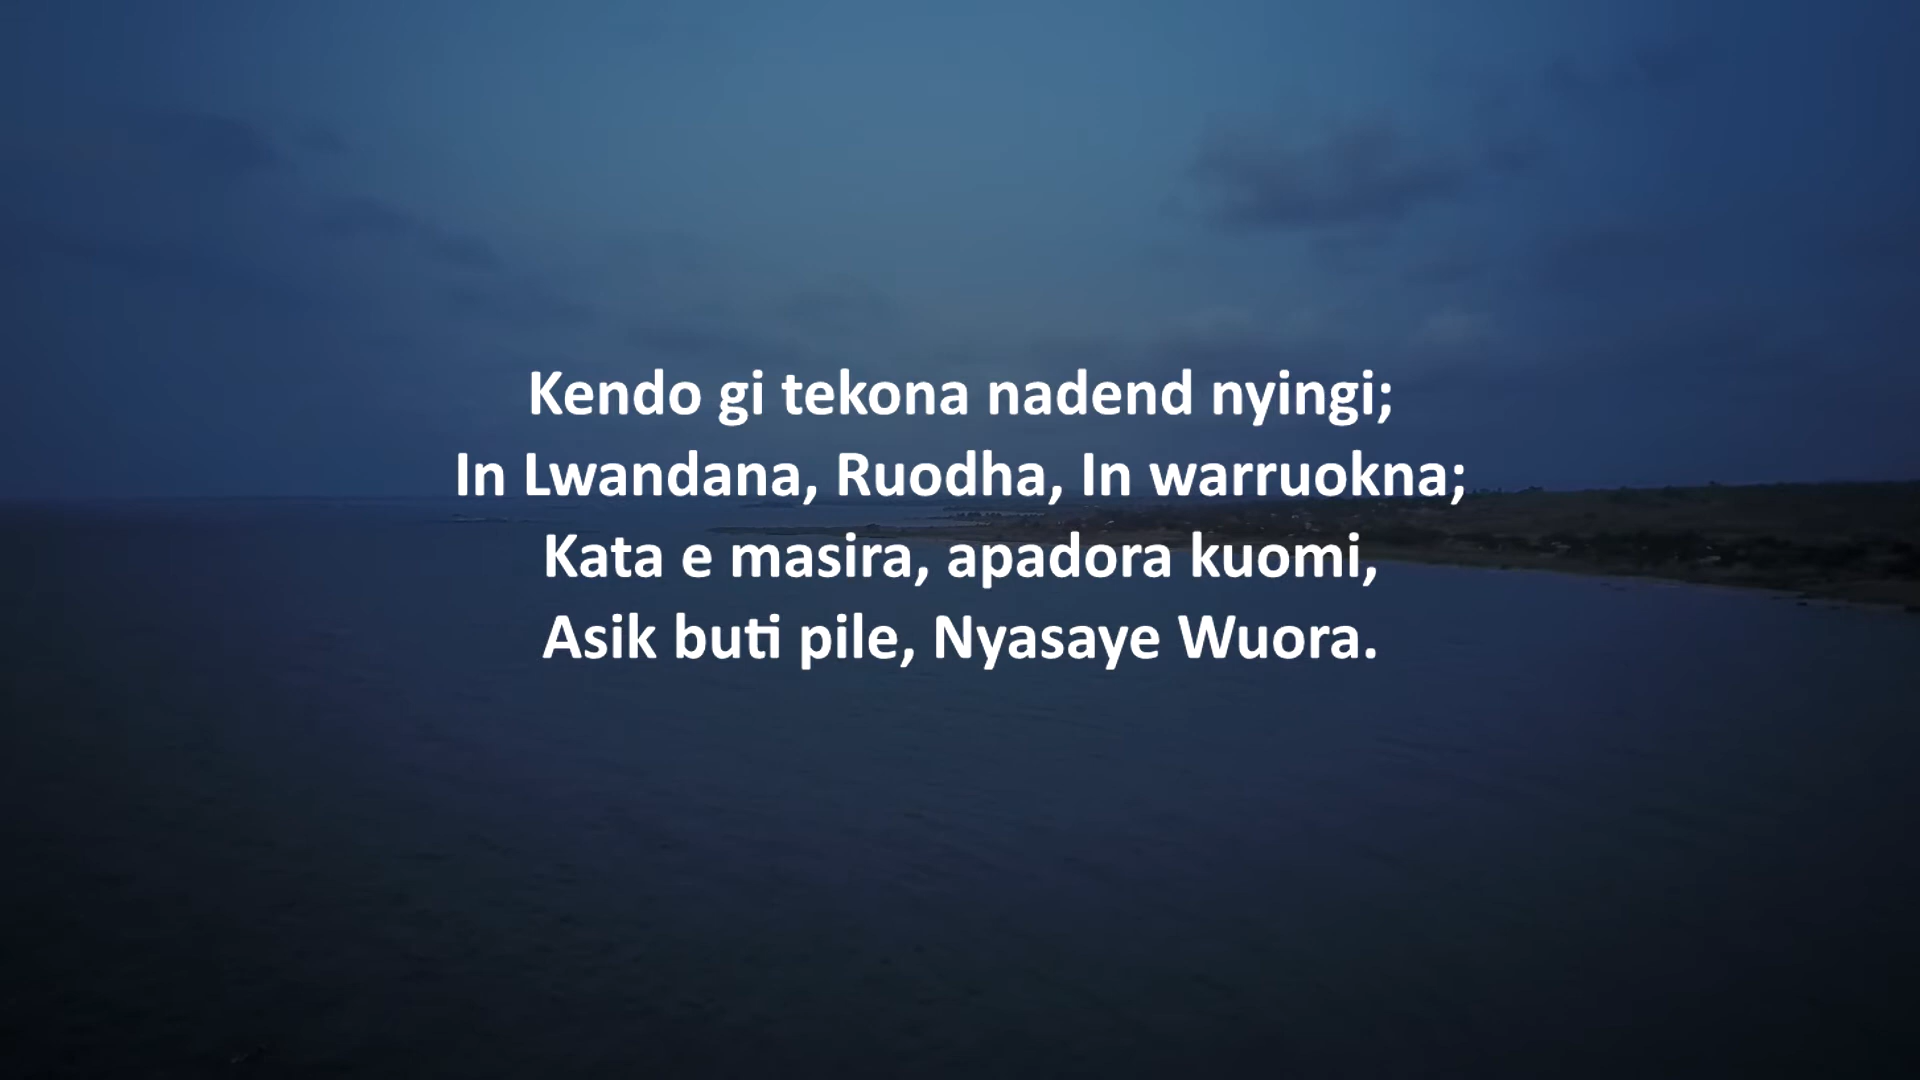 Kendo gi tekona nadend nyingi;
In Lwandana, Ruodha, In warruokna;
Kata e masira, apadora kuomi,
Asik buti pile, Nyasaye Wuora.